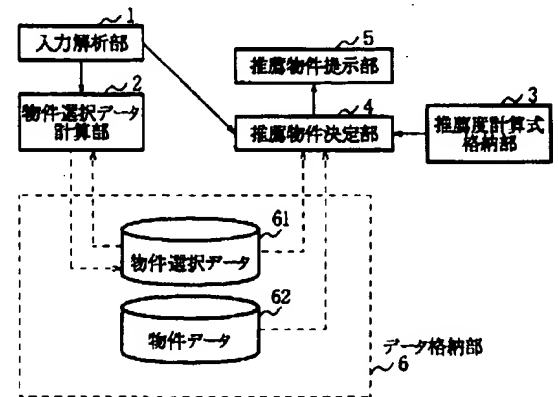 1
入力解析部
2
物件選択データ
計算部
5
推薦物件提示部
4
推薦物件決定部
3
推薦度計算式
格納部
61
物件選択データ
62
物件データ
データ格納部
6